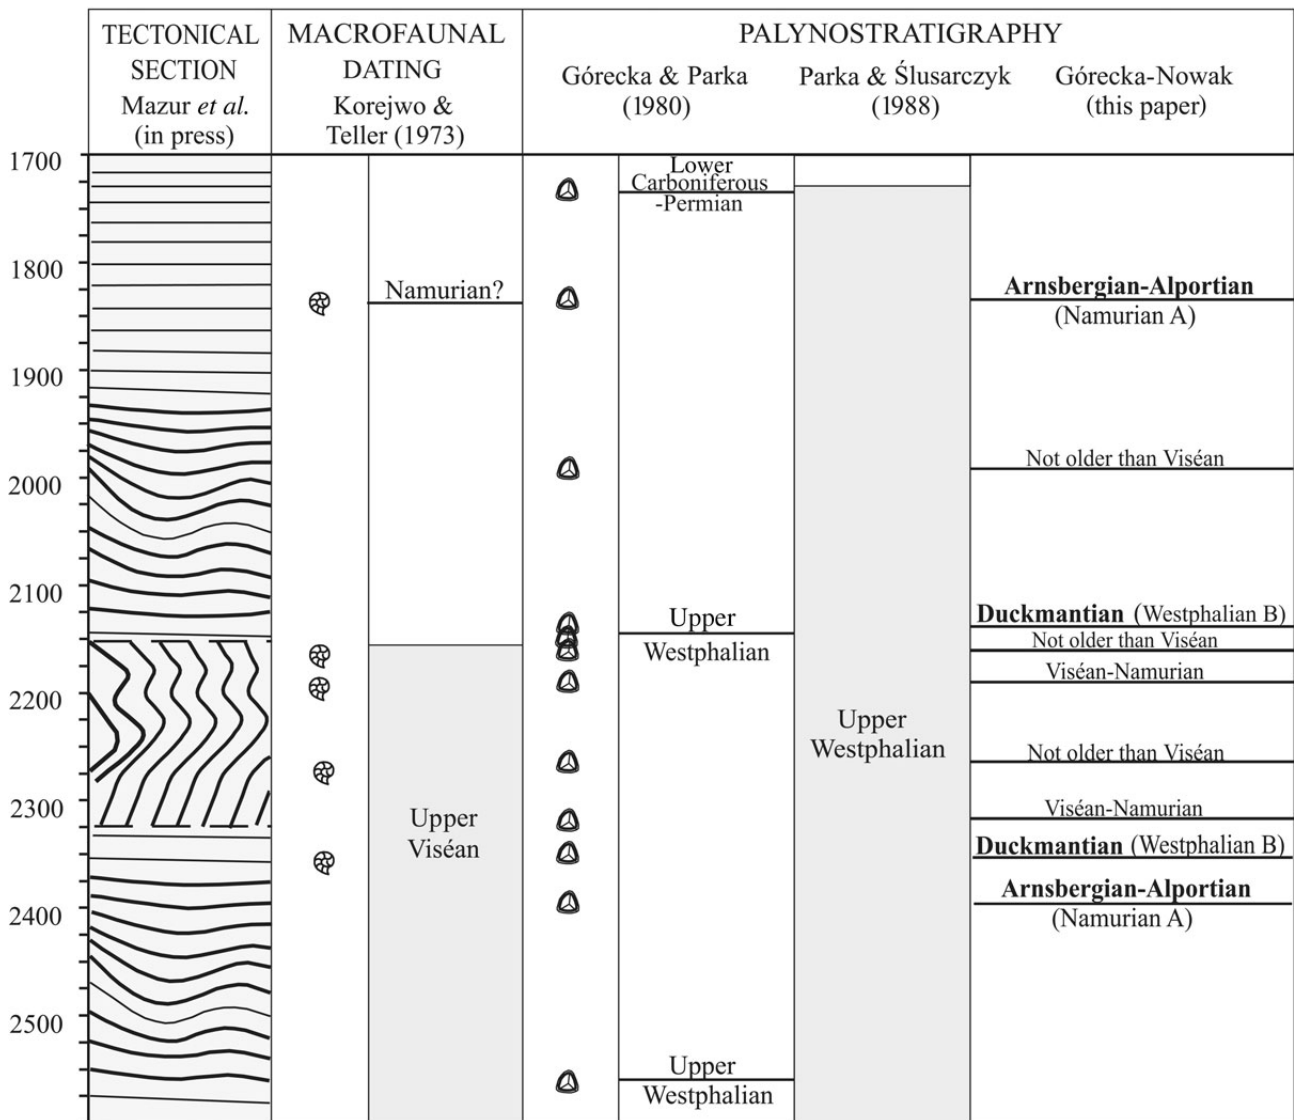 TECTONICAL
SECTION
Mazur et al.
(in press)
MACROFAUNAL
DATING
Korejwo &
Teller (1973)
PALYNOSTRATIGRAPHY
Górecka & Parka
(1980)
Parka & Ślusarczyk
(1988)
Górecka-Nowak
(this paper)
1700
1800
1900
2000
2100
2200
2300
2400
2500
Namurian?
Upper
Viséan
Lower
Carboniferous
-Permian
Upper
Westphalian
Upper
Westphalian
Upper
Westphalian
Arnsbergian-Alportian
(Namurian A)
Not older than Viséan
Duckmantian (Westphalian B)
Not older than Viséan
Viséan-Namurian
Not older than Viséan
Viséan-Namurian
Duckmantian (Westphalian B)
Arnsbergian-Alportian
(Namurian A)